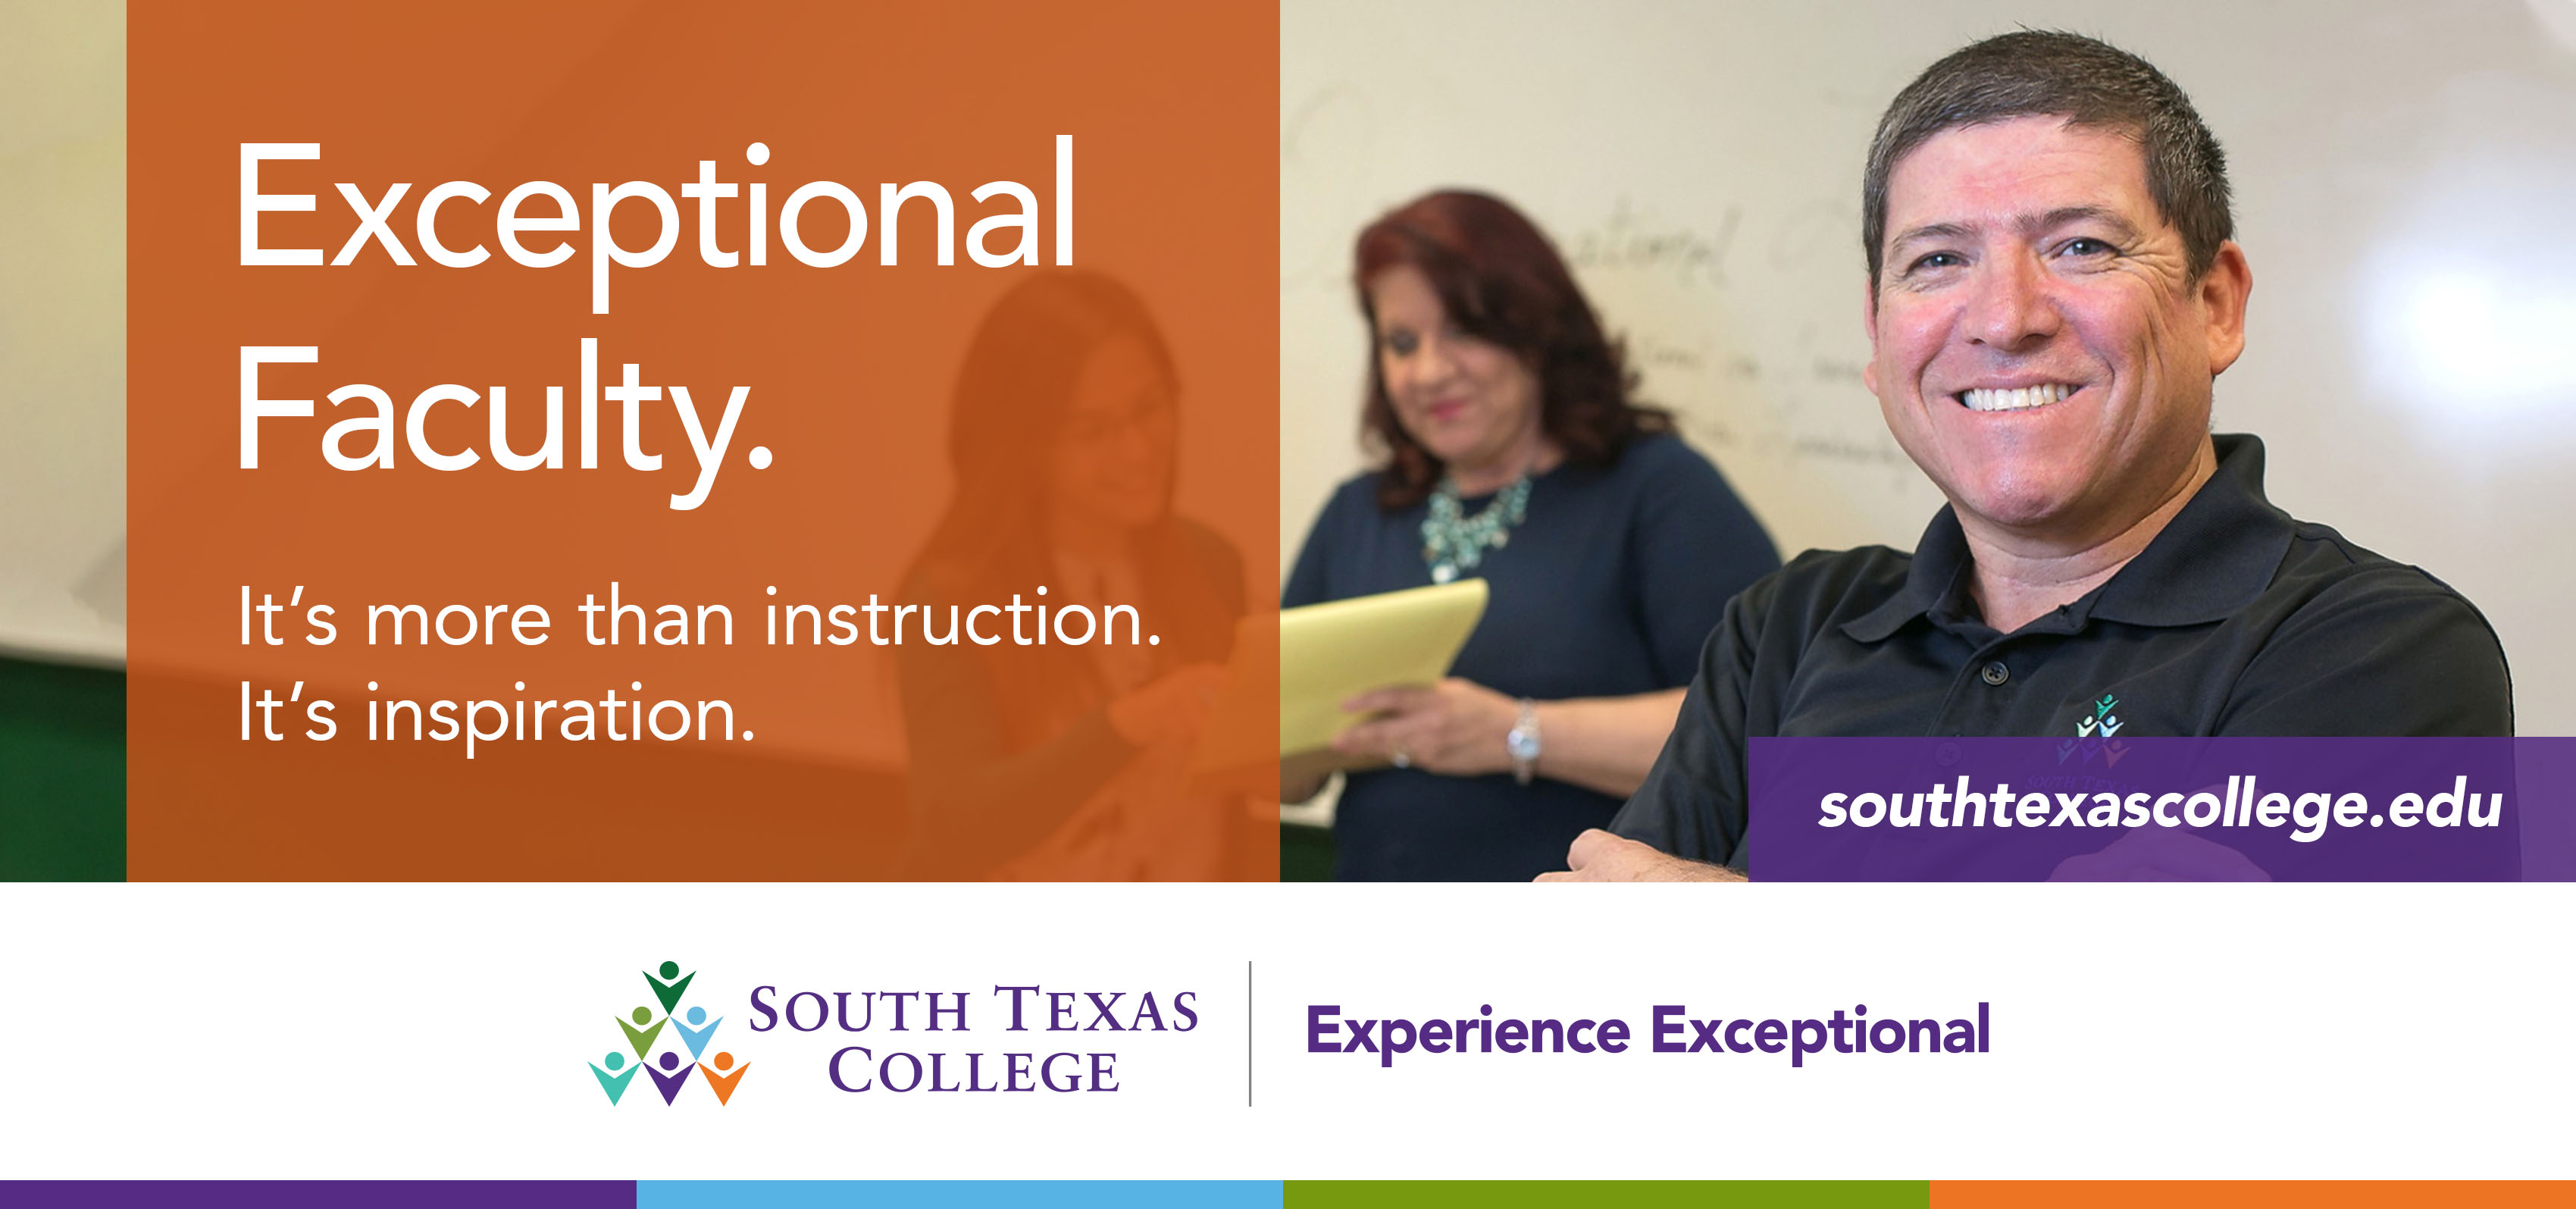 Exceptional
Faculty.
It’s more than instruction.
It’s inspiration.
southtexascollege.edu
SOUTH TEXAS
COLLEGE
Experience Exceptional